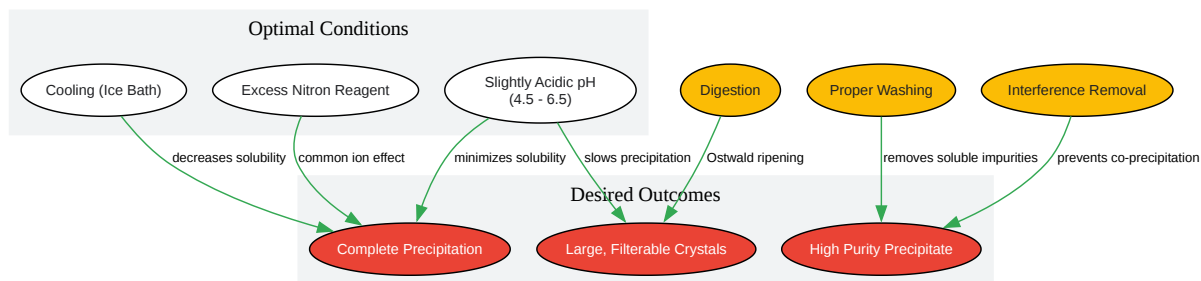 Optimal Conditions
Cooling (Ice Bath)
Excess Nitron Reagent
Slightly Acidic pH
(4.5 - 6.5)
Digestion
Proper Washing
Interference Removal
decreases solubility
common ion effect
minimizes solubility
slows precipitation
Ostwald ripening
removes soluble impurities
prevents co-precipitation
Desired Outcomes
Complete Precipitation
Large, Filterable Crystals
High Purity Precipitate